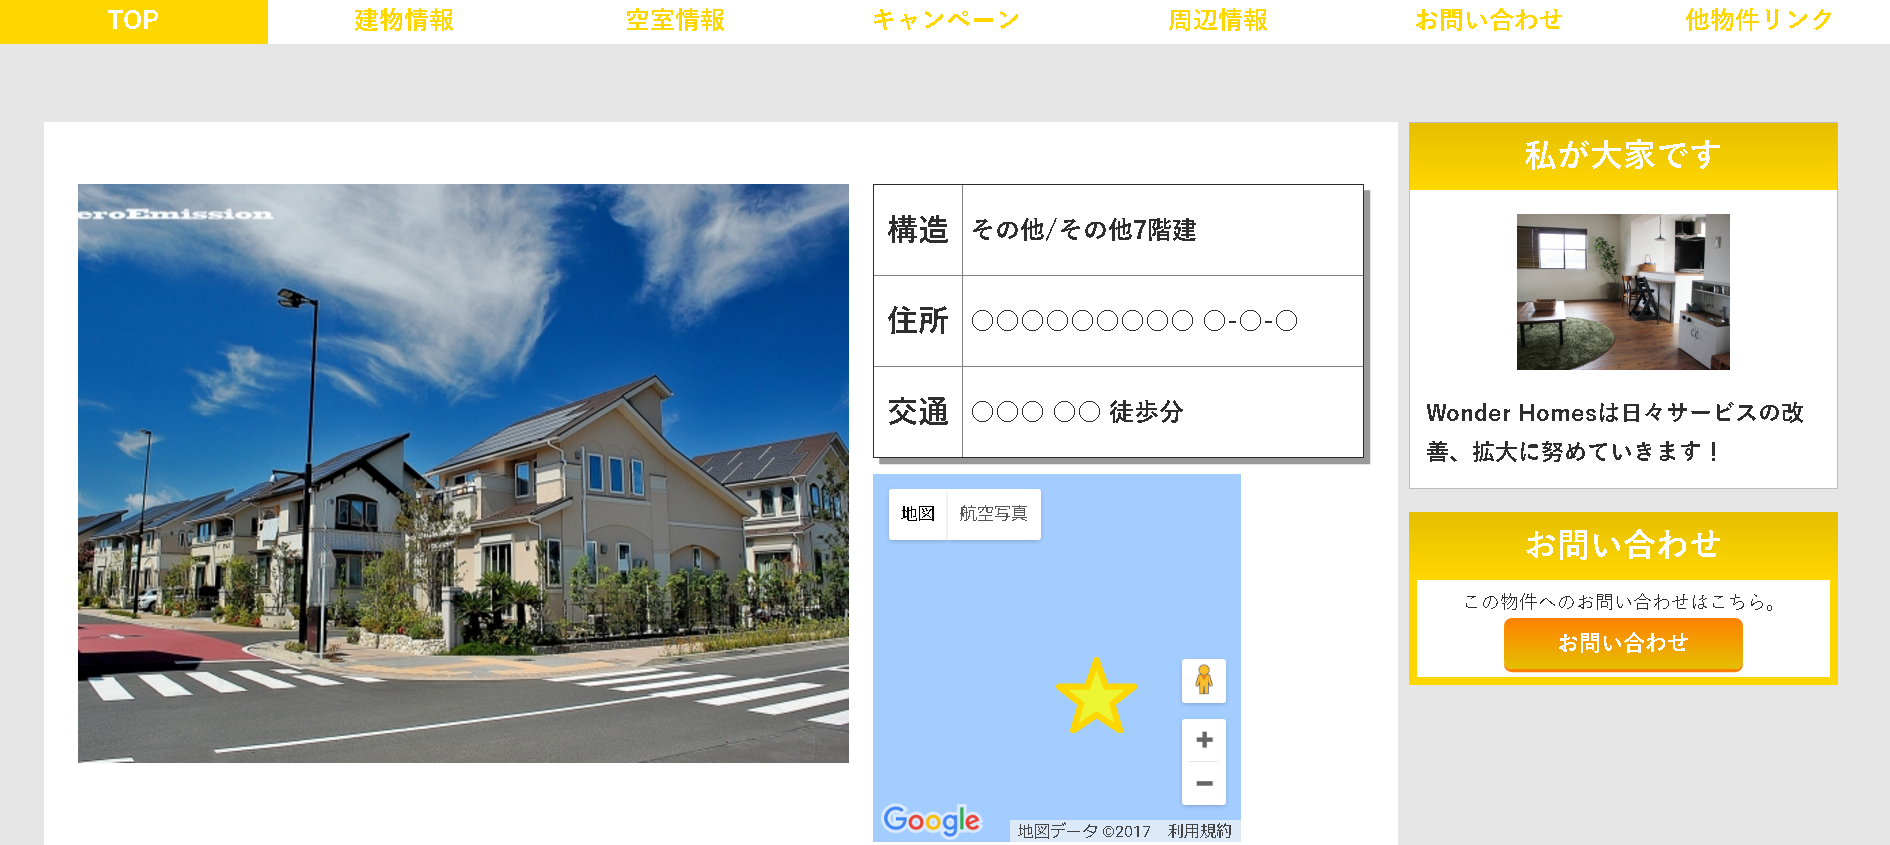 TOP 建物情報 空室情報 キャンペーン 周辺情報 お問い合わせ 他物件リンク
eroEmission
構造 その他/その他7階建
住所 ○○○○○○○○○ ○-○-○
交通 ○○○ ○○ 徒歩分
地図 航空写真
Google
地図データ ©2017 利用規約
私が大家です
Wonder Homesは日々サービスの改
善、拡大に努めていきます！
お問い合わせ
この物件へのお問い合わせはこちら。
お問い合わせ